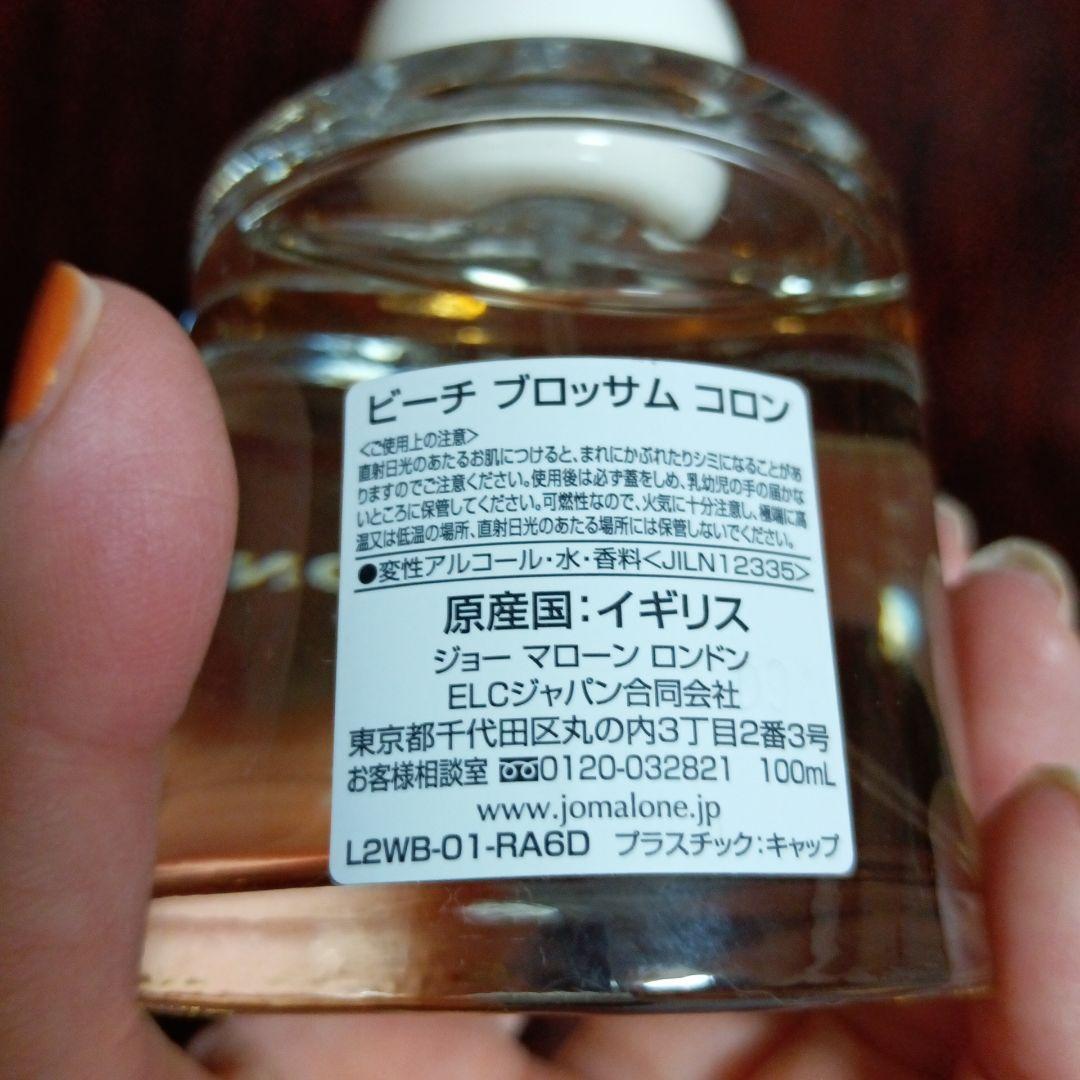 ビーチ ブロッサム コロン
<ご使用上の注意>
直射日光のあたるお肌につけると、まれにかぶれたりシミになることがあ
りますのでご注意ください。使用後は必ず蓋をしめ、乳幼児の手の届かな
いところに保管してください。可燃性なので、火気に十分注意し、極端に高
温又は低温の場所、直射日光のあたる場所には保管しないでください。
●変性アルコール・水・香料<JILN12335>
原産国:イギリス
ジョー マローン ロンドン
ELCジャパン合同会社
東京都千代田区丸の内3丁目2番3号
お客様相談室 0120-032821 100mL
www.jomalone.jp
L2WB-01-RA6D プラスチック:キャップ